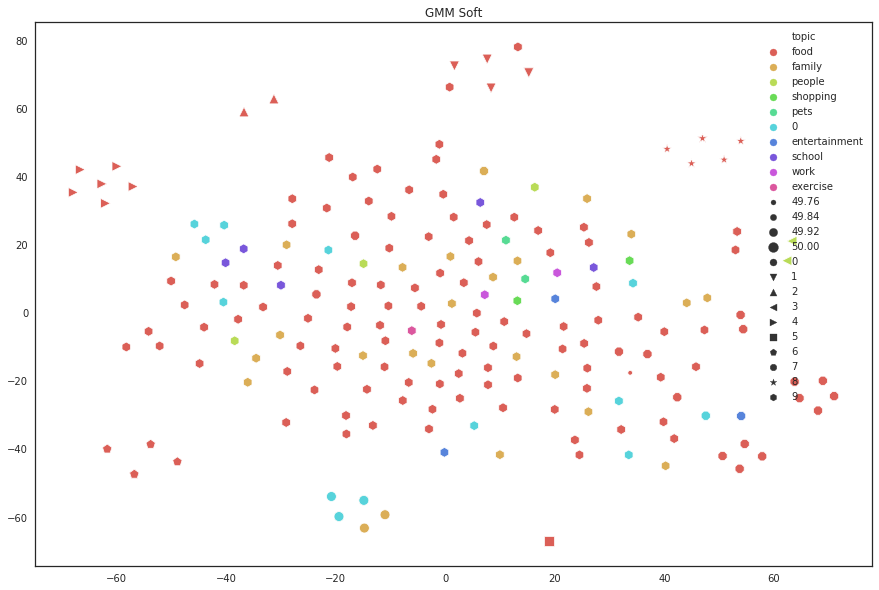 GMM Soft
80
60
40
20
0
−20
−40
−60
−60
−40
−20
0
20
40
60
topic
food
family
people
shopping
pets
0
entertainment
school
work
exercise
49.76
49.84
49.92
50.00
0
1
2
3
4
5
6
7
8
9